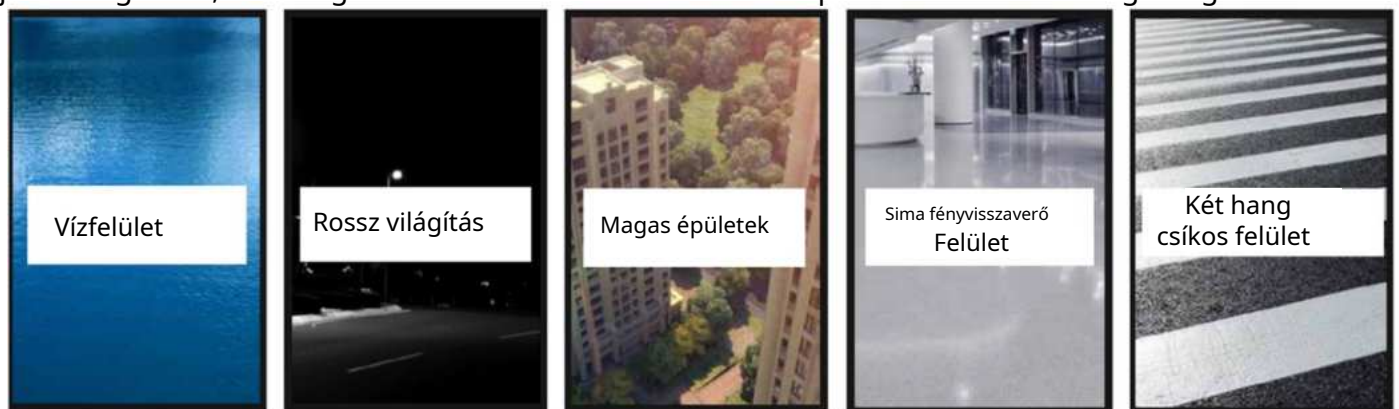 Vízfelület
Rossz világítás
Magas épületek
Sima fényvisszaverő
Felület
Két hang
csíkos felület